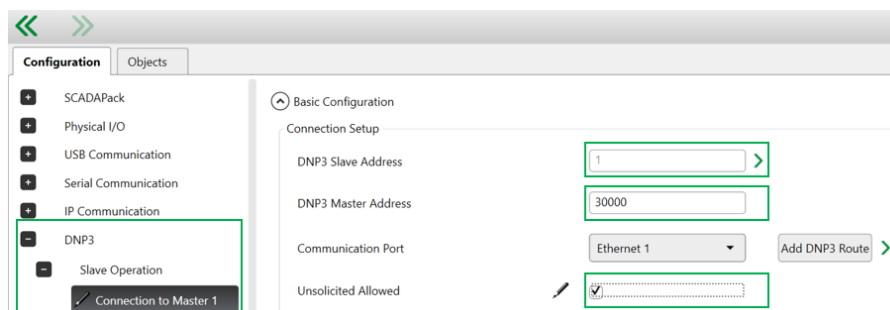 Configuration
Objects
SCADAPack
Physical I/O
USB Communication
Serial Communication
IP Communication
DNP3
Slave Operation
Connection to Master 1
Basic Configuration
Connection Setup
DNP3 Slave Address
1
DNP3 Master Address
30000
Communication Port
Ethernet 1
Add DNP3 Route
Unsolicited Allowed